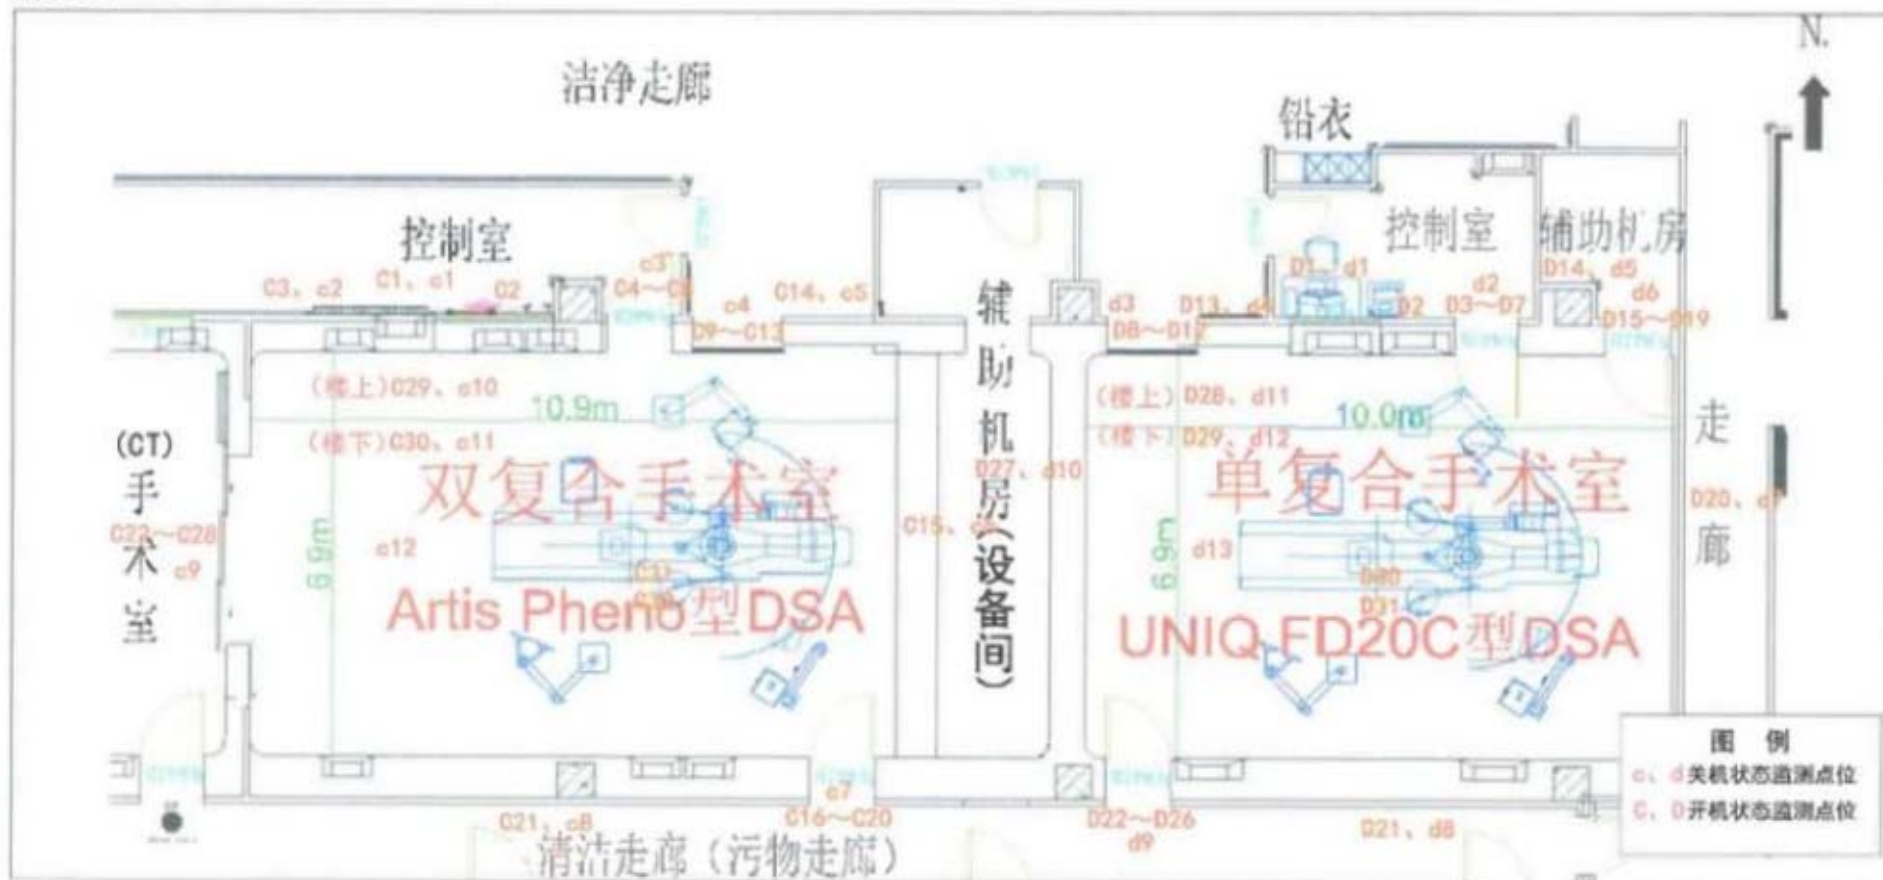 N.
洁净走廊
铅衣
控制室
控制室
辅助机房
C3、c2
C1、c1
C2
c3
c4
C14、c5
C9～C13
D1、d1
d2
D2
D3～D7
D14、d5
d6
D15～D19
d3
D13、d4
D8～D12
(楼上)C29、c10
10.9m
(楼下)C30、c11
(楼上)D28、d11
10.0m
(楼下)D29、d12
(CT)
手术室
C22～C28
c9
6.9m
c12
双复合手术室
Artis Pheno型DSA
辅助机房(设备间)
D27、d10
单复合手术室
6.9m
d13
D31
UNIQ FD20C型DSA
走廊
图 例
c、d关机状态监测点位
C、D开机状态监测点位
c7
C21、c8
C16～C20
D22～D26
d9
D21、d8
清洁走廊（污物走廊）